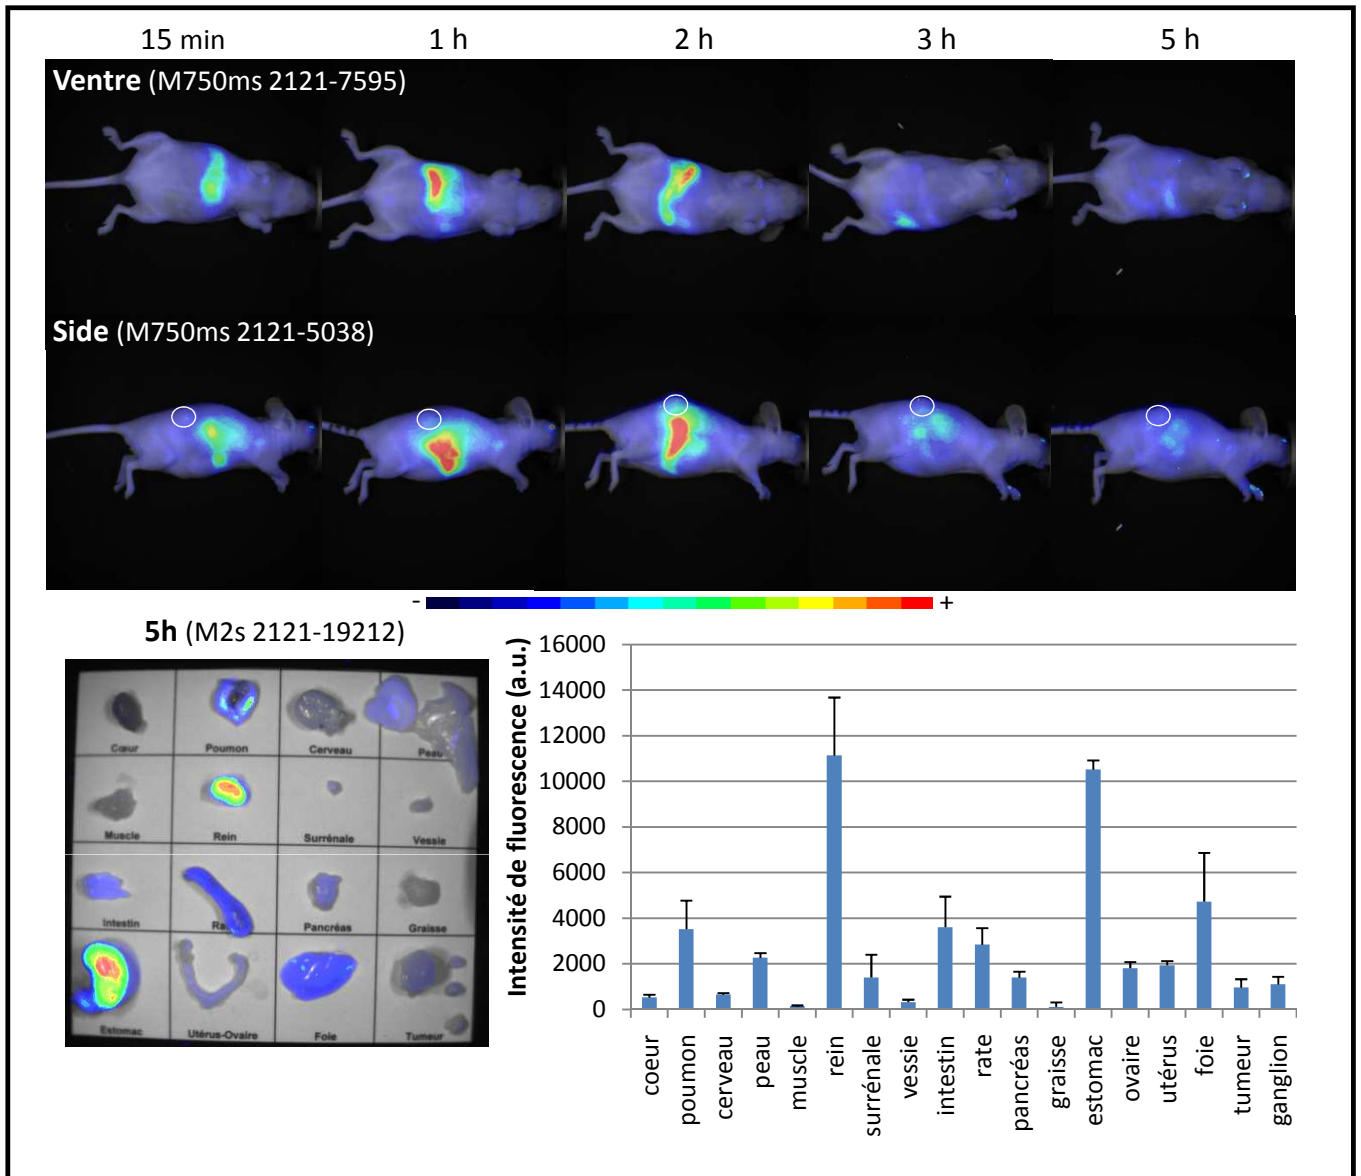 15 min 1 h 2 h 3 h 5 h
Ventre (M750ms 2121-7595)
Side (M750ms 2121-5038)
- +
5h (M2s 2121-19212)
Cœur Poumon Cerveau Peau
Muscle Rein Surrénale Vessie
Intestin Pancréas Graisse
Estomac Utérus-Ovaire Foie Tumeur
Intensité de fluorescence (a.u.)
16000
14000
12000
10000
8000
6000
4000
2000
0
coeur
poumon
cerveau
peau
muscle
rein
surrénale
vessie
intestin
rate
pancréas
graisse
estomac
ovaire
utérus
foie
tumeur
ganglion